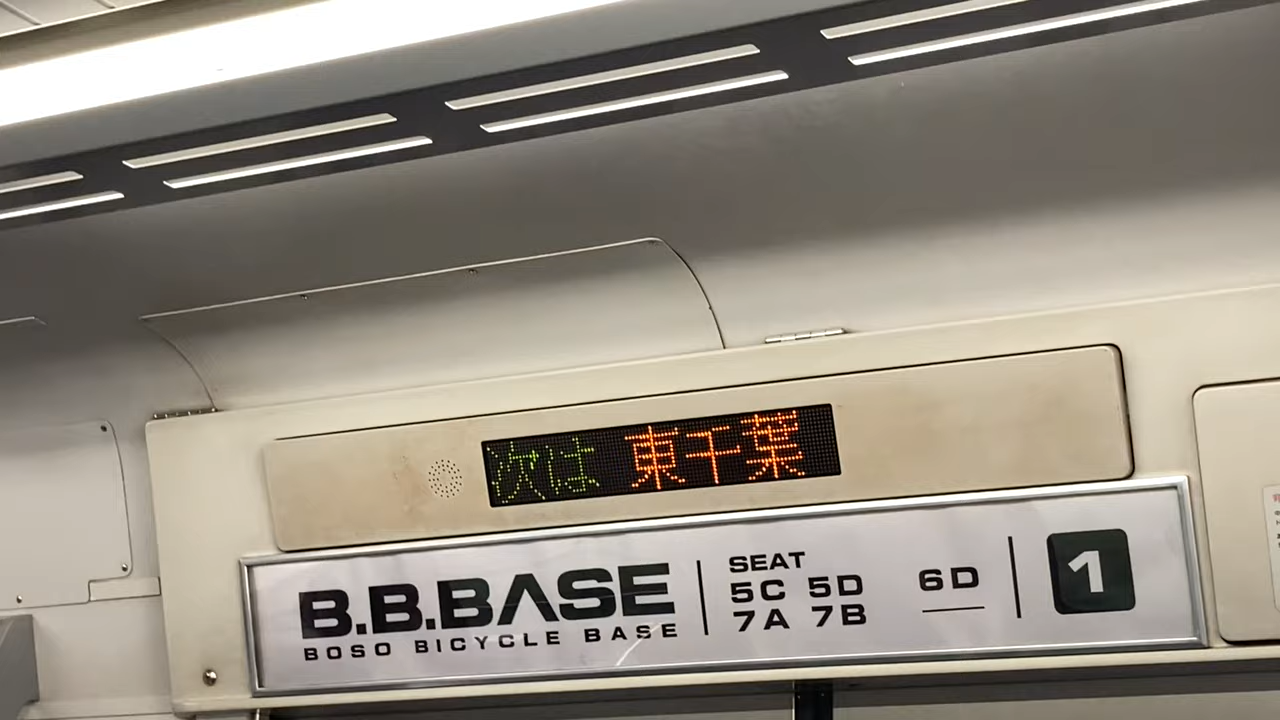 次は 東千葉
B.B.BASE
BOSO BICYCLE BASE
SEAT
5C 5D 6D
7A 7B
1